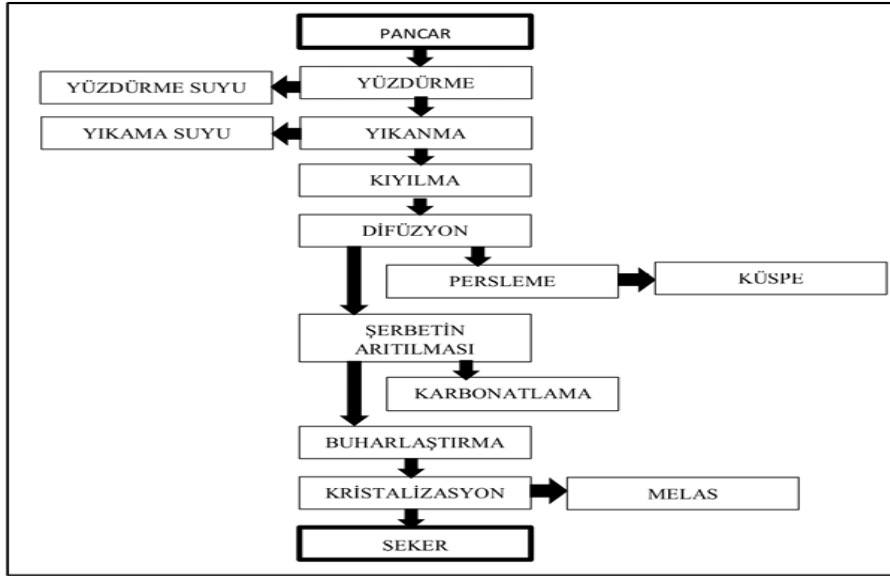 PANCAR
YÜZDÜRME SUYU
YÜZDÜRME
YIKAMA SUYU
YIKANMA
KIYILMA
DİFÜZYON
PERSLEME
KÜSPE
ŞERBETİN
ARITILMASI
KARBONATLAMA
BUHARLAŞTIRMA
KRİSTALİZASYON
MELAS
SEKER